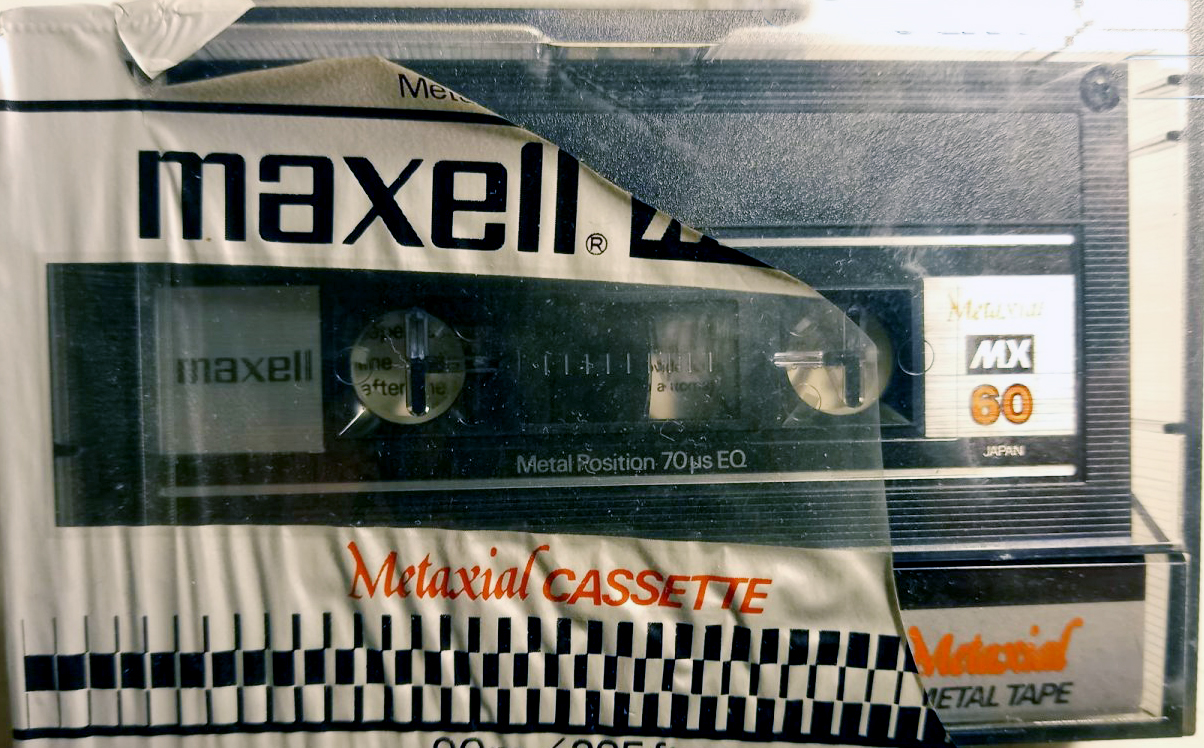 maxell®
maxell
Metaxial
MX
60
JAPAN
Metal Position 70µs EQ
Metaxial CASSETTE
Metaxial
METAL TAPE